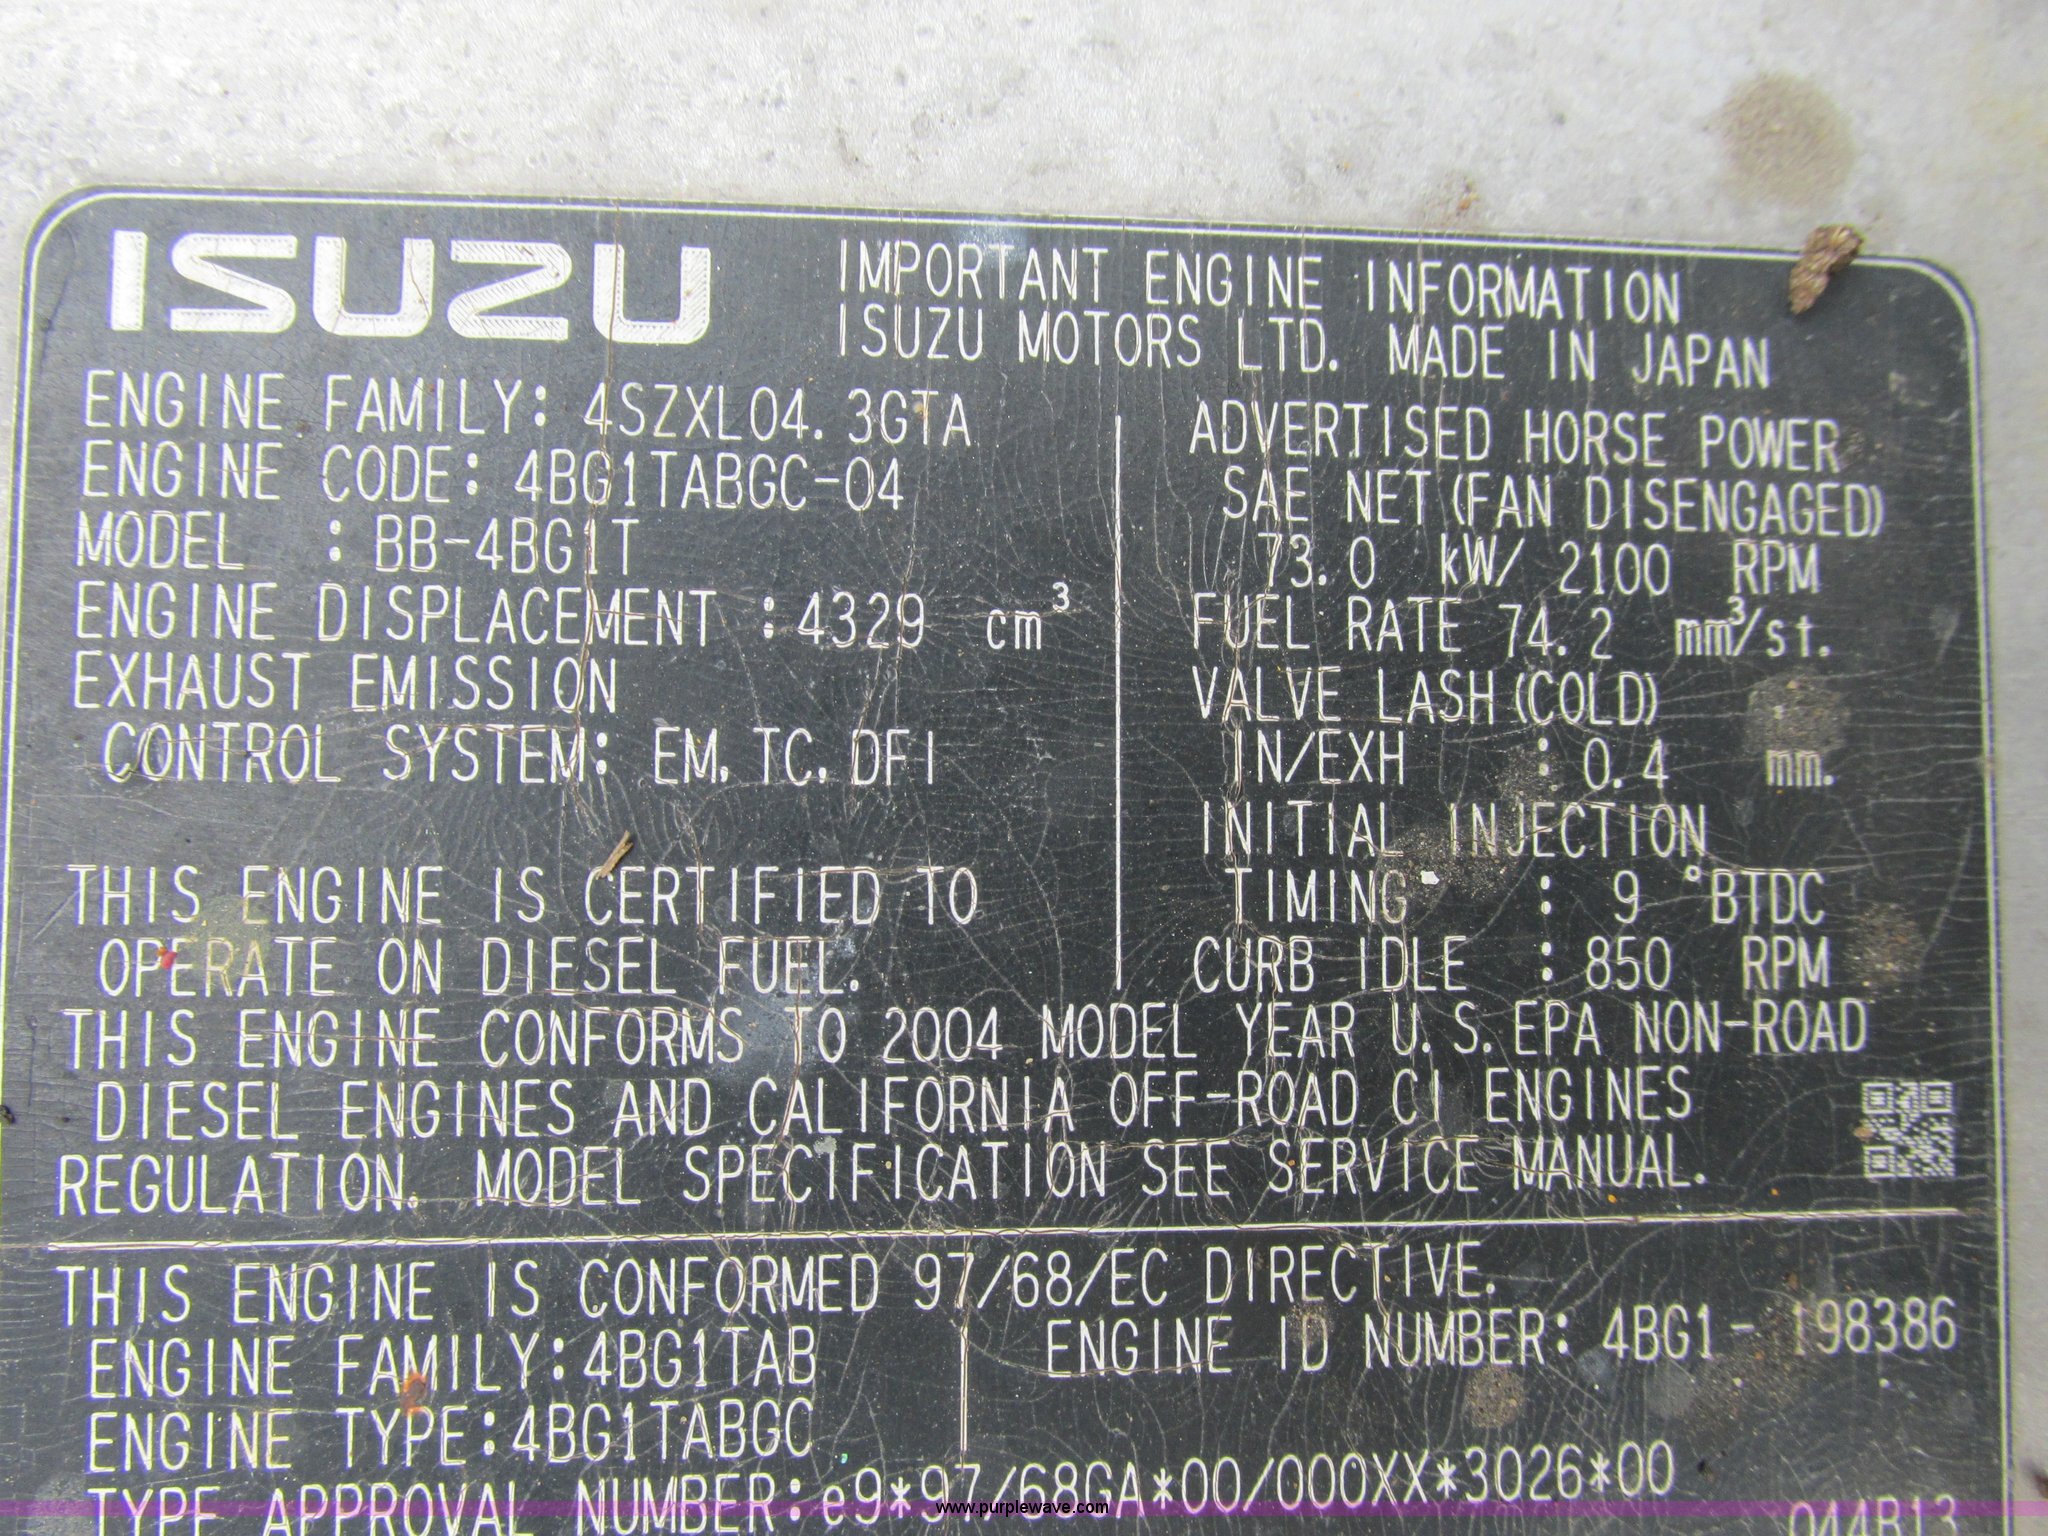 ISUZU
IMPORTANT ENGINE INFORMATION
ISUZU MOTORS LTD. MADE IN JAPAN
ENGINE FAMILY: 4SZXL04.3GTA
ENGINE CODE: 4BG1TABGC-04
MODEL : BB-4BG1T
ENGINE DISPLACEMENT :4329 cm³
EXHAUST EMISSION
CONTROL SYSTEM: EM, TC, DFI
THIS ENGINE IS CERTIFIED TO
OPERATE ON DIESEL FUEL.
ADVERTISED HORSE POWER
SAE NET (FAN DISENGAGED)
73.0 kW/ 2100 RPM
FUEL RATE 74.2 mm³/st.
VALVE LASH (COLD)
IN/EXH : 0.4 mm.
INITIAL INJECTION
TIMING : 9 °BTDC
CURB IDLE : 850 RPM
THIS ENGINE CONFORMS TO 2004 MODEL YEAR U.S.EPA NON-ROAD
DIESEL ENGINES AND CALIFORNIA OFF-ROAD CI ENGINES
REGULATION. MODEL SPECIFICATION SEE SERVICE MANUAL.
THIS ENGINE IS CONFORMED 97/68/EC DIRECTIVE.
ENGINE FAMILY:4BG1TAB
ENGINE TYPE:4BG1TABGC
ENGINE ID NUMBER: 4BG1- 198386
TYPE APPROVAL NUMBER:e9*97/68GA*00/000XX*3026*00
044B13
www.purplewave.com